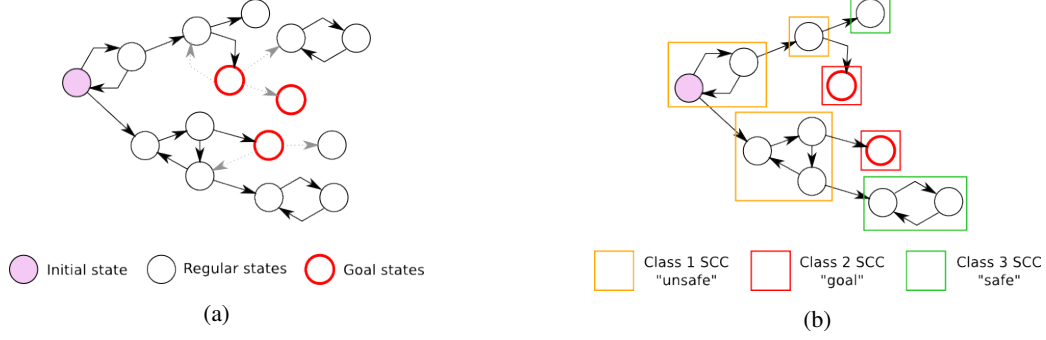 Initial state
Regular states
Goal states
(a)
Class 1 SCC
"unsafe"
Class 2 SCC
"goal"
Class 3 SCC
"safe"
(b)